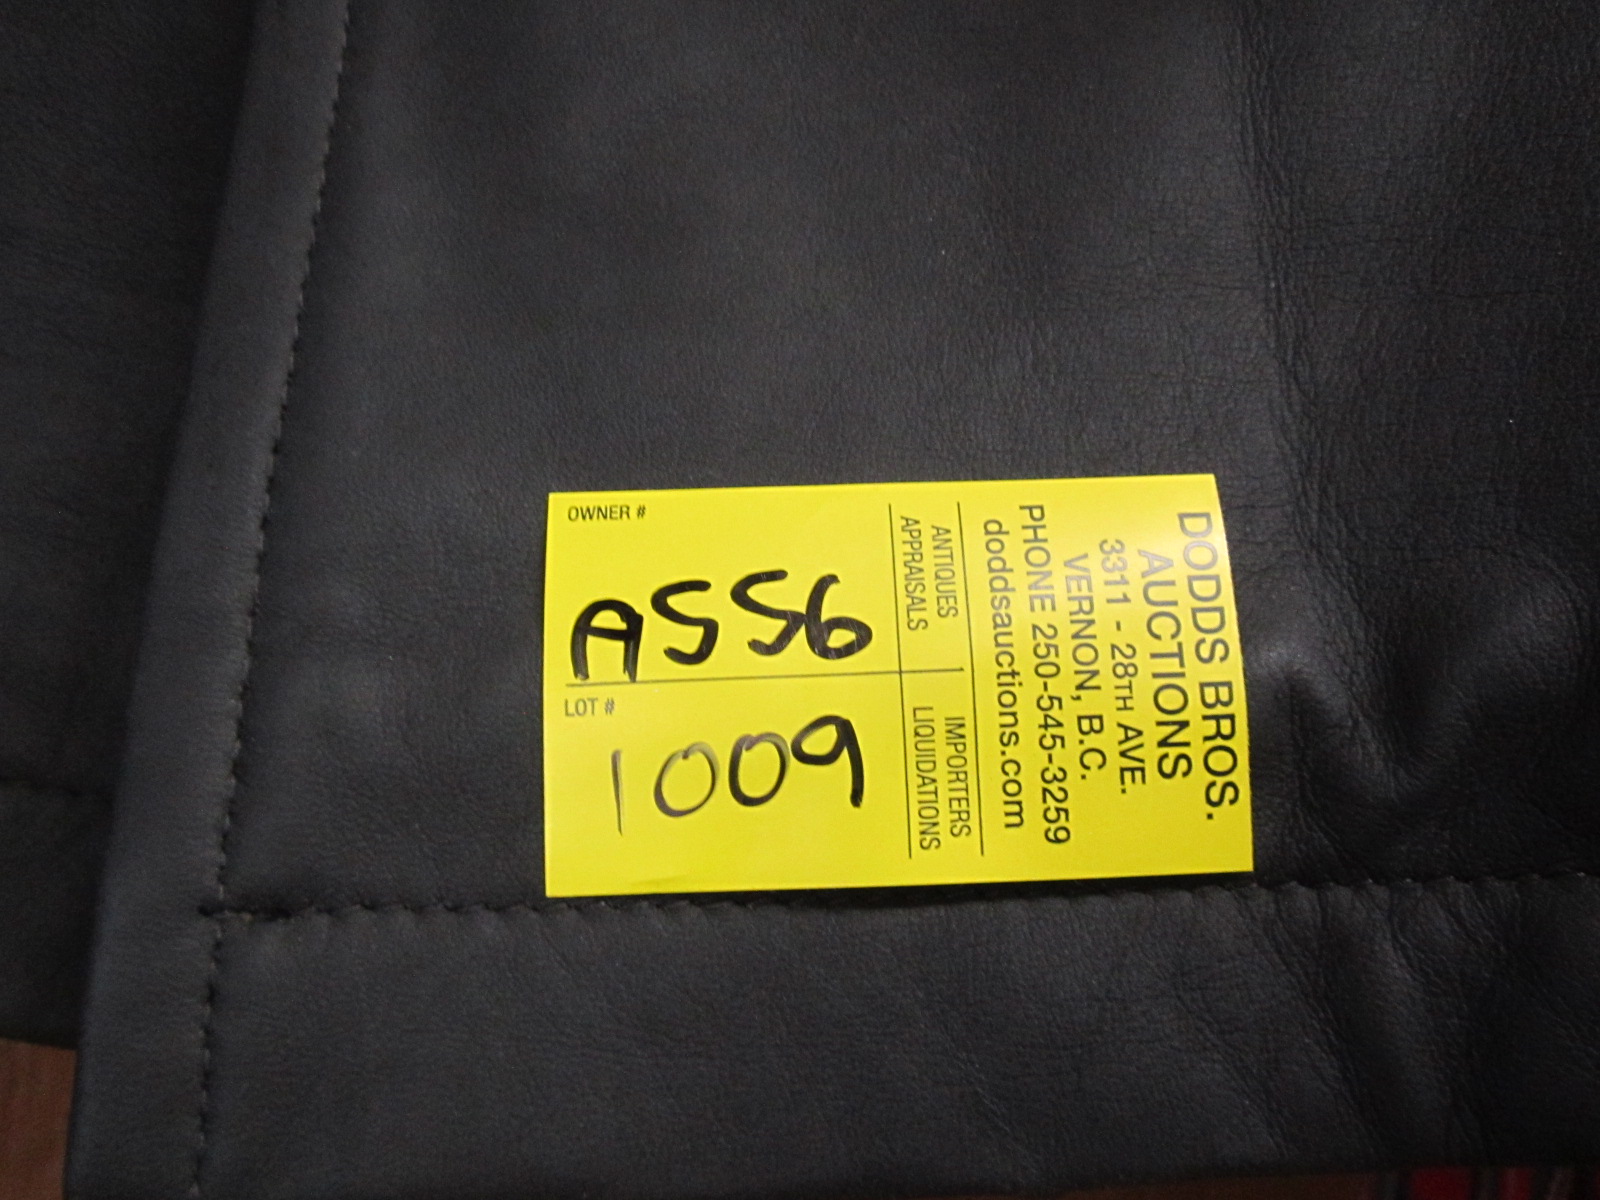 DODDS BROS.
AUCTIONS
3311 - 28TH AVE.
VERNON, B.C.
PHONE 250-545-3259
doddsauctions.com
ANTIQUES
APPRAISALS
IMPORTERS
LIQUIDATIONS
OWNER #
A556
LOT #
1009